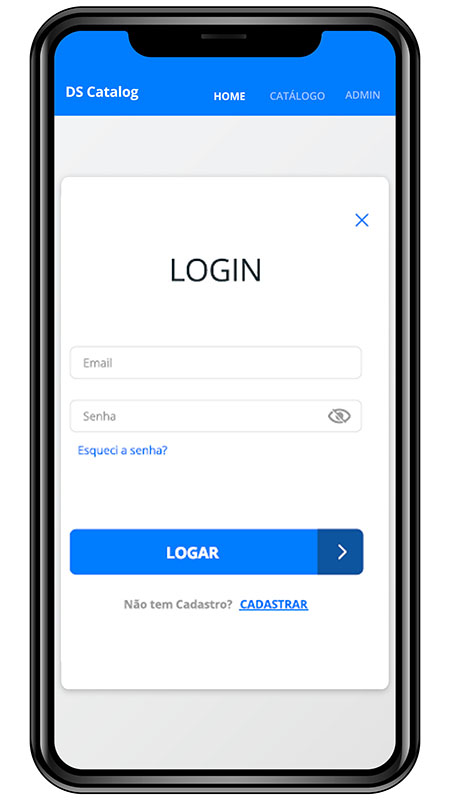 DS Catalog HOME CATÁLOGO ADMIN
LOGIN
Email
Senha
Esqueci a senha?
LOGAR
Não tem Cadastro? CADASTRAR